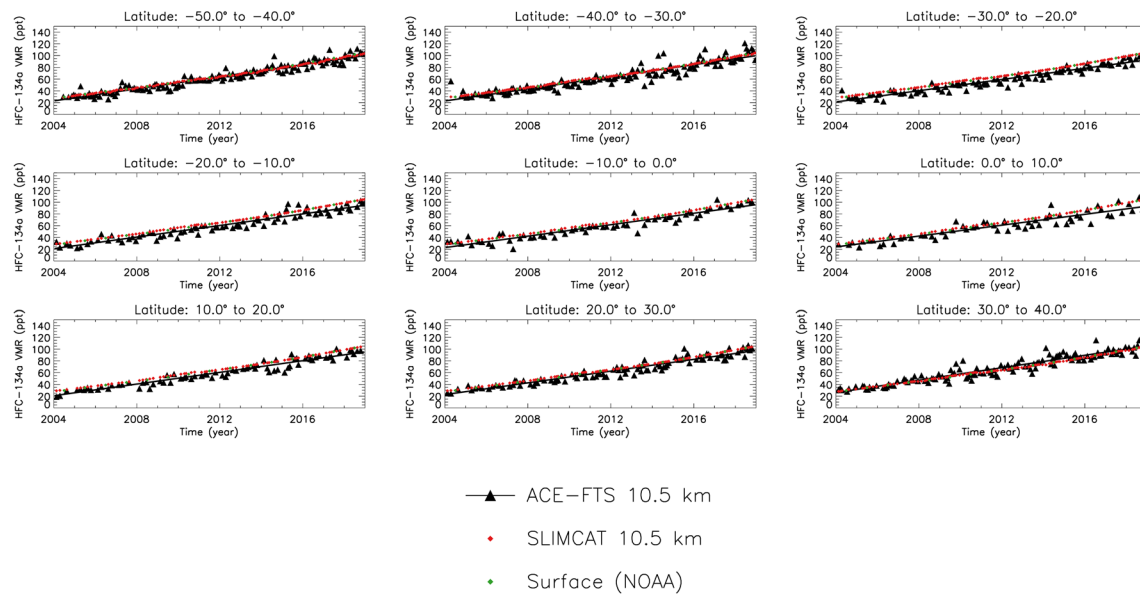 Latitude: −50.0° to −40.0°
HFC−134a VMR (ppt)
140
120
100
80
60
40
20
0
2004 2008 2012 2016
Time (year)
Latitude: −40.0° to −30.0°
HFC−134a VMR (ppt)
140
120
100
80
60
40
20
0
2004 2008 2012 2016
Time (year)
Latitude: −30.0° to −20.0°
HFC−134a VMR (ppt)
140
120
100
80
60
40
20
0
2004 2008 2012 2016
Time (year)
Latitude: −20.0° to −10.0°
HFC−134a VMR (ppt)
140
120
100
80
60
40
20
0
2004 2008 2012 2016
Time (year)
Latitude: −10.0° to 0.0°
HFC−134a VMR (ppt)
140
120
100
80
60
40
20
0
2004 2008 2012 2016
Time (year)
Latitude: 0.0° to 10.0°
HFC−134a VMR (ppt)
140
120
100
80
60
40
20
0
2004 2008 2012 2016
Time (year)
Latitude: 10.0° to 20.0°
HFC−134a VMR (ppt)
140
120
100
80
60
40
20
0
2004 2008 2012 2016
Time (year)
Latitude: 20.0° to 30.0°
HFC−134a VMR (ppt)
140
120
100
80
60
40
20
0
2004 2008 2012 2016
Time (year)
Latitude: 30.0° to 40.0°
HFC−134a VMR (ppt)
140
120
100
80
60
40
20
0
2004 2008 2012 2016
Time (year)
ACE−FTS 10.5 km
SLIMCAT 10.5 km
Surface (NOAA)